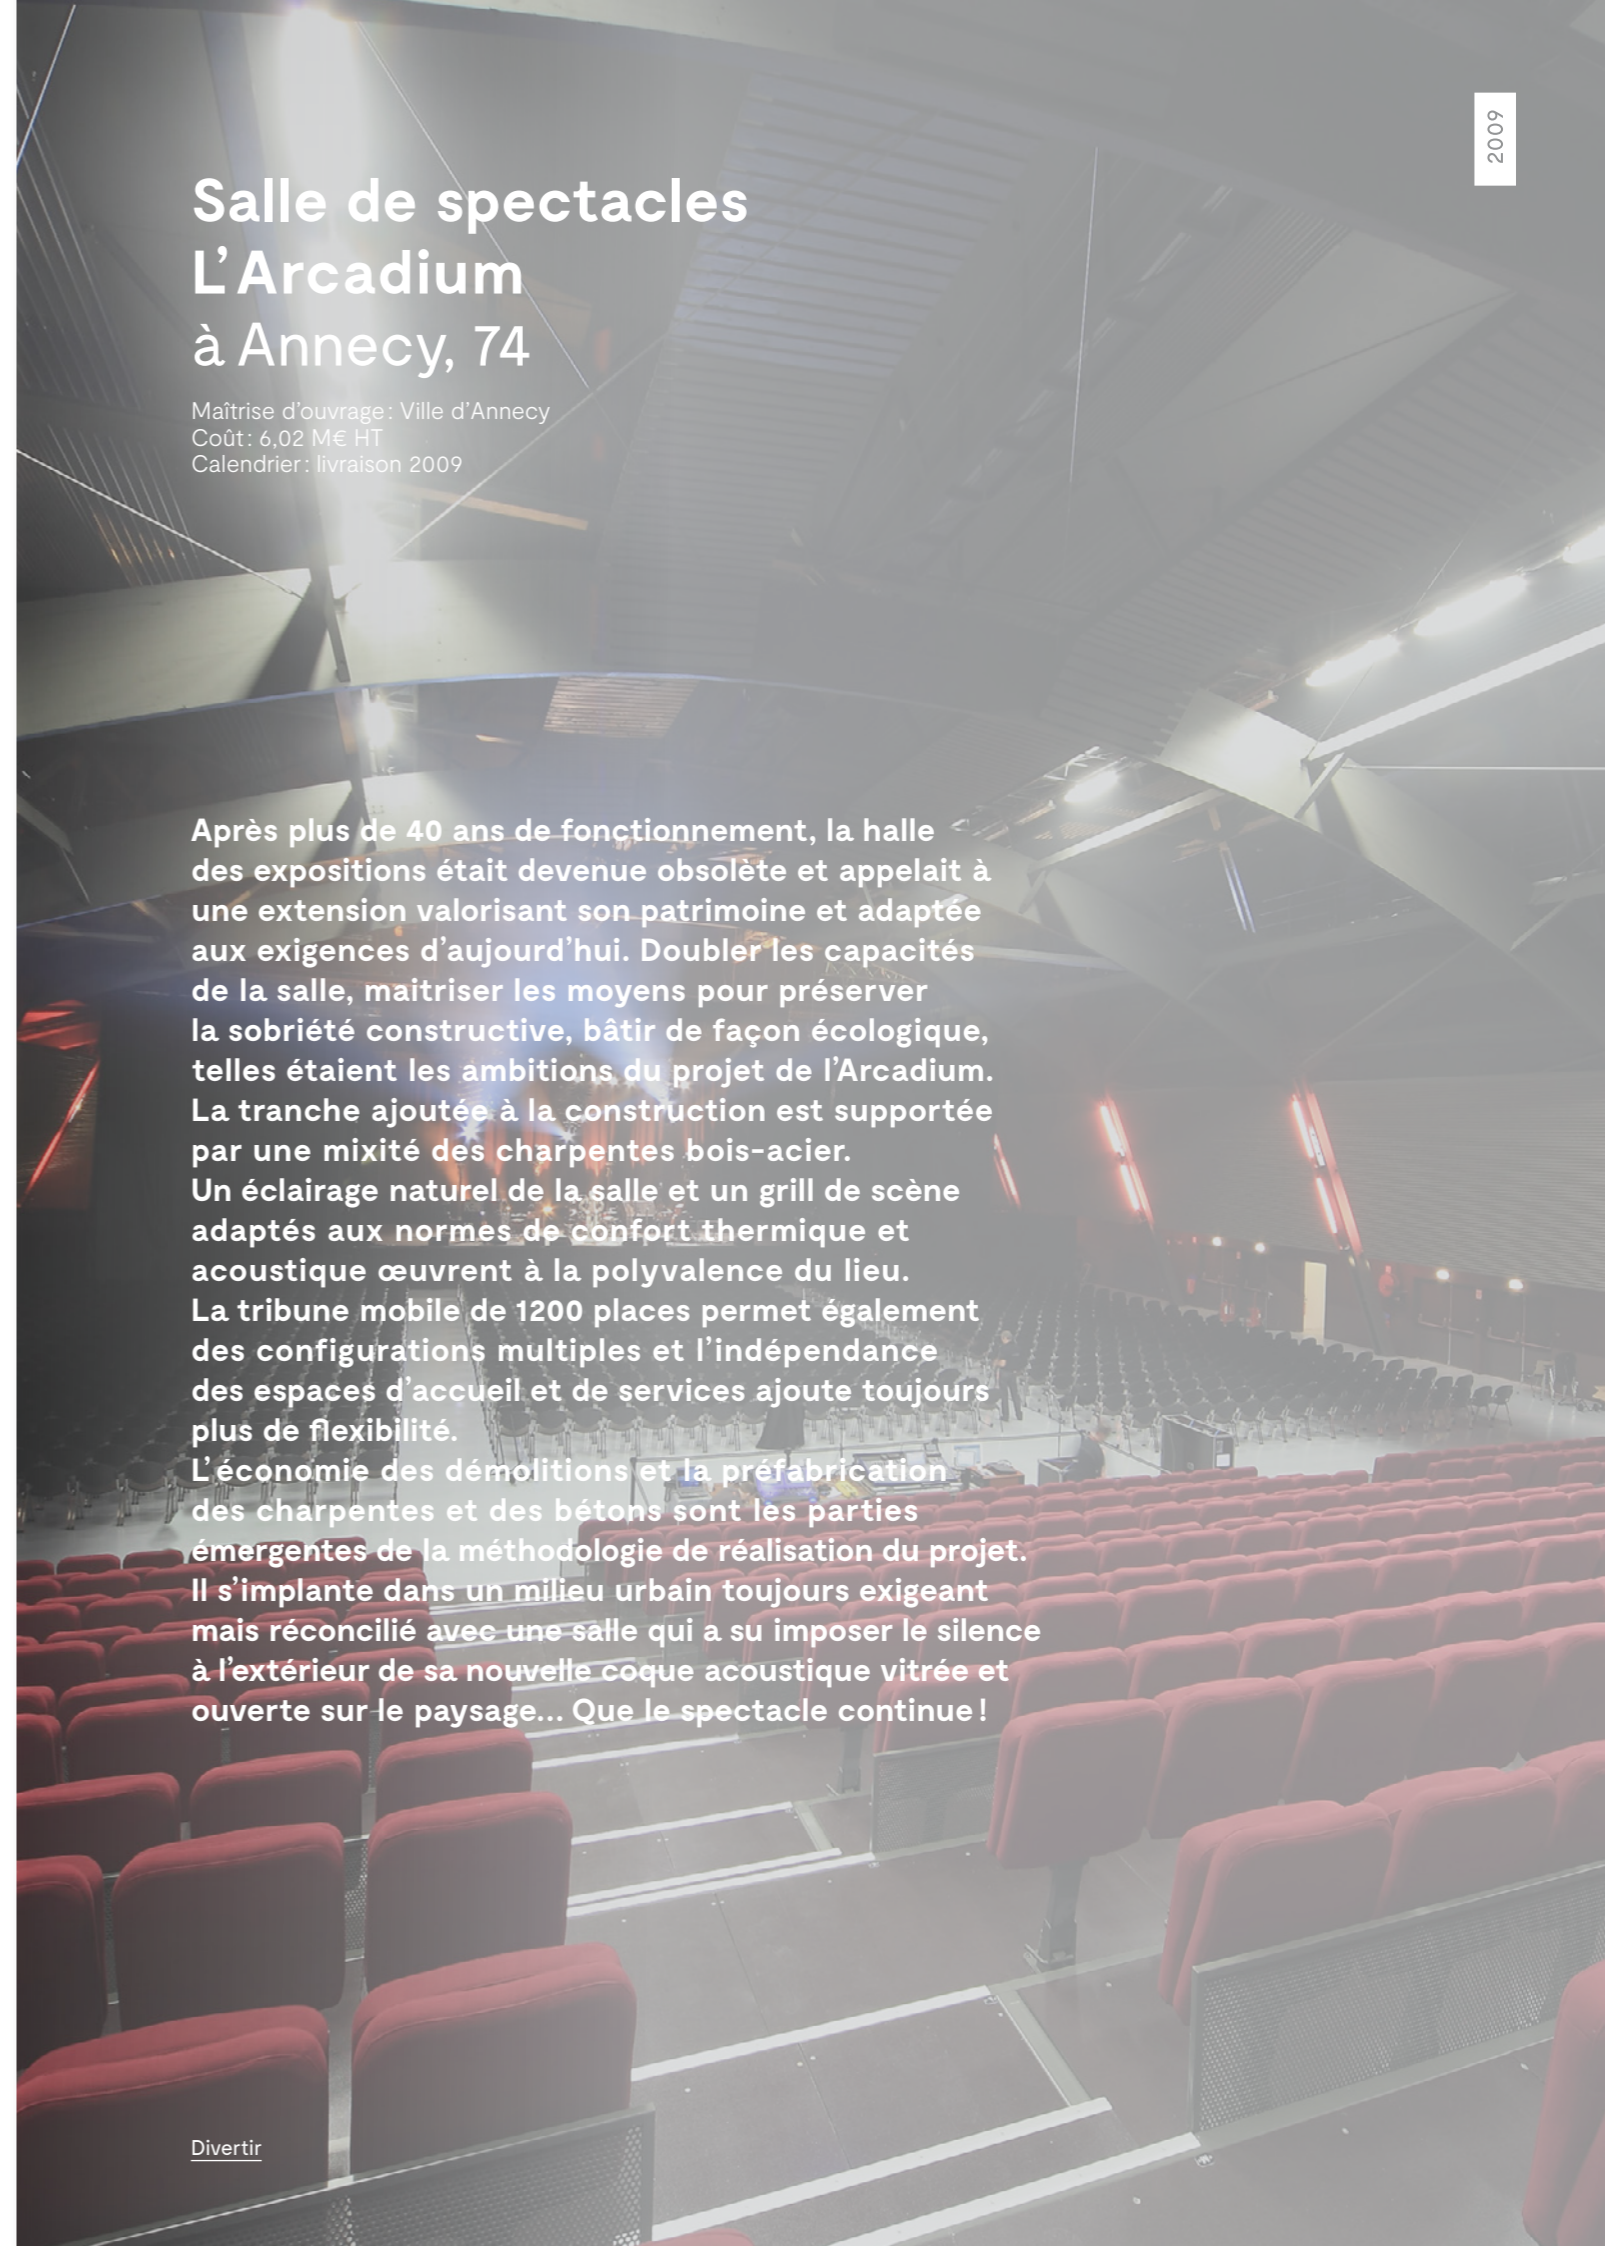 2009
Salle de spectacles
L’Arcadium
à Annecy, 74
Maîtrise d’ouvrage : Ville d’Annecy
Coût : 6,02 M€ HT
Calendrier : livraison 2009
Après plus de 40 ans de fonctionnement, la halle
des expositions était devenue obsolète et appelait à
une extension valorisant son patrimoine et adaptée
aux exigences d’aujourd’hui. Doubler les capacités
de la salle, maitriser les moyens pour préserver
la sobriété constructive, bâtir de façon écologique,
telles étaient les ambitions du projet de l’Arcadium.
La tranche ajoutée à la construction est supportée
par une mixité des charpentes bois-acier.
Un éclairage naturel de la salle et un grill de scène
adaptés aux normes de confort thermique et
acoustique œuvrent à la polyvalence du lieu.
La tribune mobile de 1200 places permet également
des configurations multiples et l’indépendance
des espaces d’accueil et de services ajoute toujours
plus de flexibilité.
L’économie des démolitions et la préfabrication
des charpentes et des bétons sont les parties
émergentes de la méthodologie de réalisation du projet.
Il s’implante dans un milieu urbain toujours exigeant
mais réconcilié avec une salle qui a su imposer le silence
à l’extérieur de sa nouvelle coque acoustique vitrée et
ouverte sur le paysage... Que le spectacle continue !
Divertir